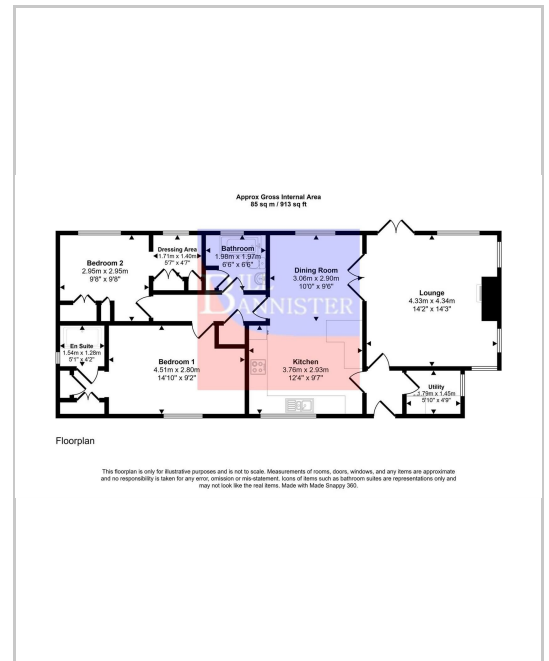 Approx Gross Internal Area
85 sq m / 913 sq ft
Bedroom 2
2.95m x 2.95m
9'8" x 9'8"
Dressing Area
1.71m x 1.40m
5'7" x 4'7"
Bathroom
1.98m x 1.97m
6'6" x 6'6"
Dining Room
3.06m x 2.90m
10'0" x 9'6"
Lounge
4.33m x 4.34m
14'2" x 14'3"
BANNISTER
En Suite
1.54m x 1.28m
5'1" x 4'2"
Bedroom 1
4.51m x 2.80m
14'10" x 9'2"
Kitchen
3.76m x 2.93m
12'4" x 9'7"
Utility
1.79m x 1.45m
5'10" x 4'9"
Floorplan
This floorplan is only for illustrative purposes and is not to scale. Measurements of rooms, doors, windows, and any items are approximate
and no responsibility is taken for any error, omission or mis-statement. Icons of items such as bathroom suites are representations only and
may not look like the real items. Made with Made Snappy 360.